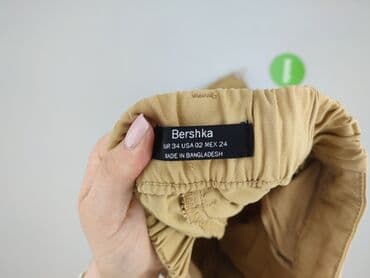 Bershka
EUR 34 USA 02 MEX 24
MADE IN BANGLADESH